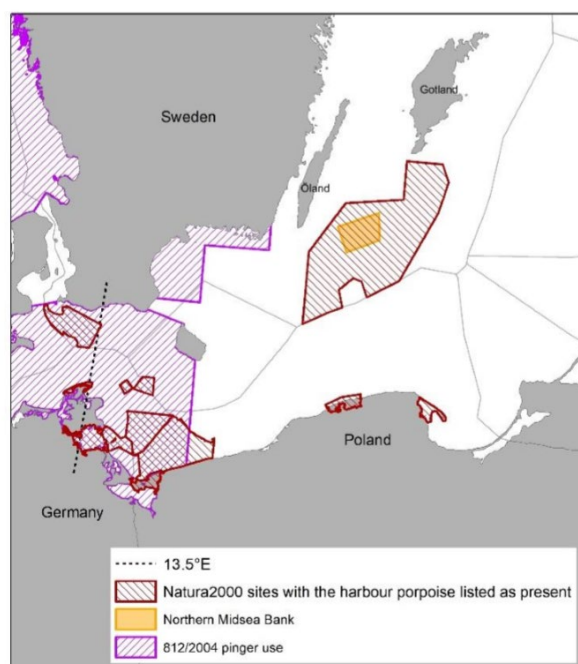 Gotland
Sweden
Öland
Poland
Germany
13.5°E
Natura2000 sites with the harbour porpoise listed as present
Northern Midsea Bank
812/2004 pinger use